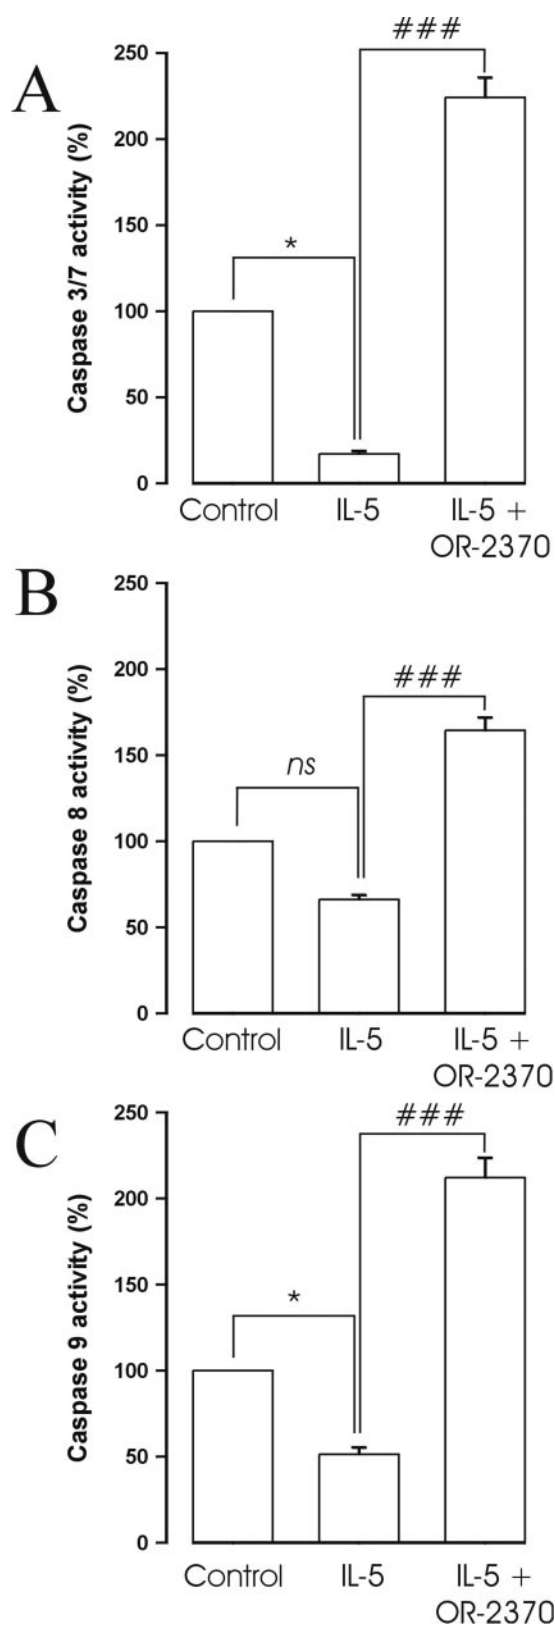 A
Caspase 3/7 activity (%)
250
200
150
100
50
0
*
###
Control
IL-5
IL-5 +
OR-2370
B
Caspase 8 activity (%)
250
200
150
100
50
0
ns
###
Control
IL-5
IL-5 +
OR-2370
C
Caspase 9 activity (%)
250
200
150
100
50
0
*
###
Control
IL-5
IL-5 +
OR-2370